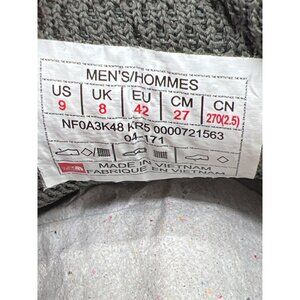 MEN'S/HOMMES
US UK EU CM CN
9 8 42 27 270(2.5)
NF0A3K48 KR5 0000721563
04-171
MADE IN VIETNAM
FABRIQUE EN VIETNAM